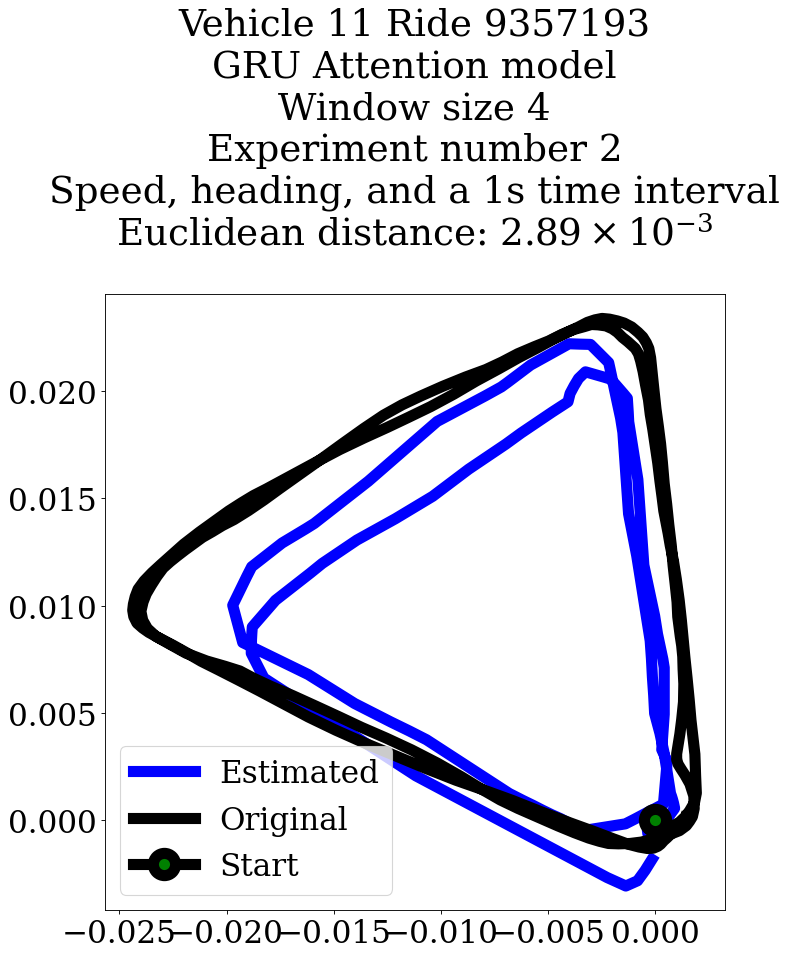 Vehicle 11 Ride 9357193
GRU Attention model
Window size 4
Experiment number 2
Speed, heading, and a 1s time interval
Euclidean distance: 2.89 × 10⁻³
0.020
0.015
0.010
0.005
0.000
Estimated
Original
Start
−0.025 −0.020 −0.015 −0.010 −0.005 0.000